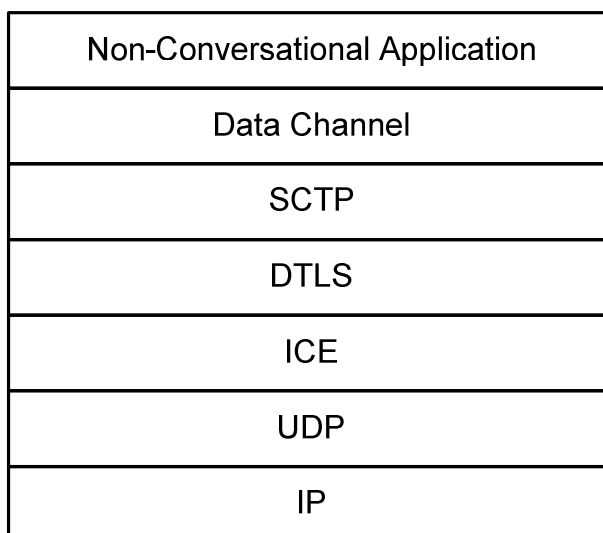 Non-Conversational Application
Data Channel
SCTP
DTLS
ICE
UDP
IP